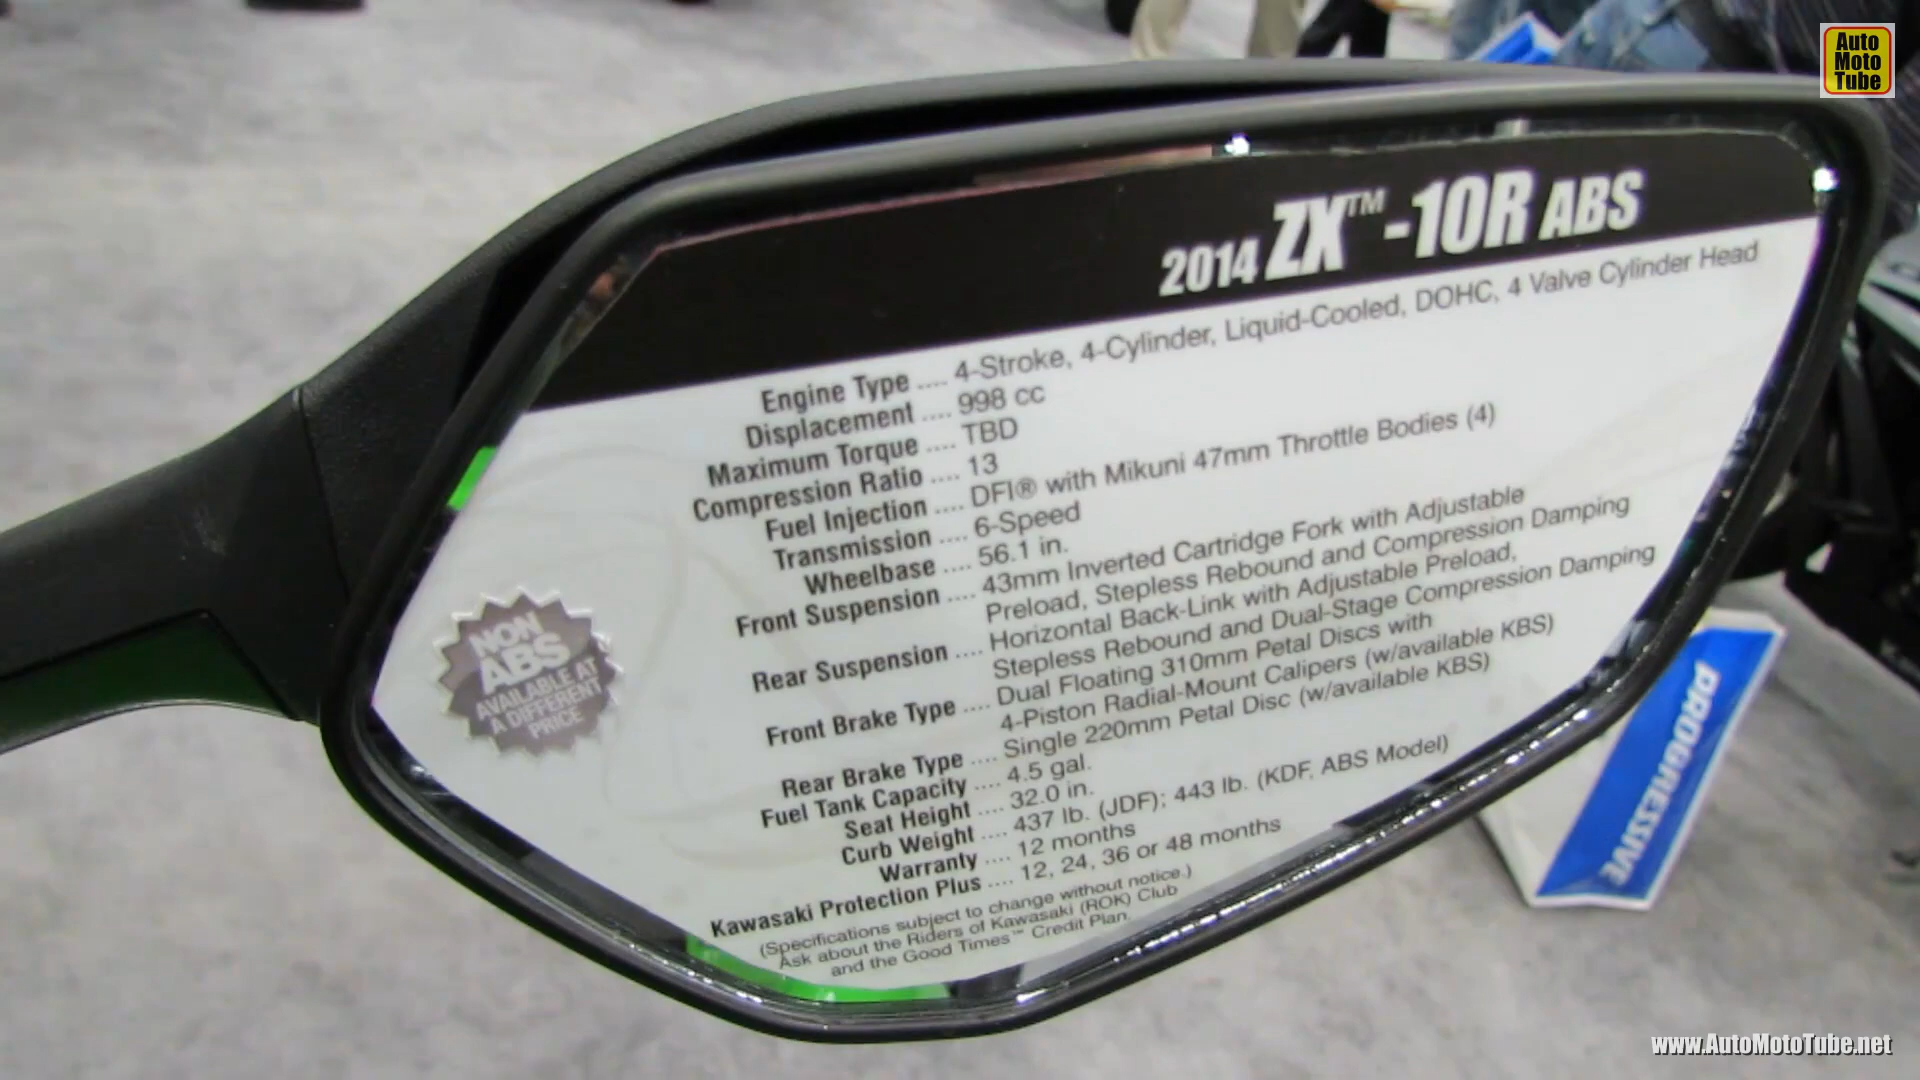 Auto
Moto
Tube
2014 ZX™-10R ABS
Engine Type .... 4-Stroke, 4-Cylinder, Liquid-Cooled, DOHC, 4 Valve Cylinder Head
Displacement .... 998 cc
Maximum Torque .... TBD
Compression Ratio .... 13
Fuel Injection .... DFI® with Mikuni 47mm Throttle Bodies (4)
Transmission .... 6-Speed
Wheelbase .... 56.1 in.
Front Suspension .... 43mm Inverted Cartridge Fork with Adjustable
Preload, Stepless Rebound and Compression Damping
Rear Suspension .... Horizontal Back-Link with Adjustable Preload,
Stepless Rebound and Dual-Stage Compression Damping
Front Brake Type .... Dual Floating 310mm Petal Discs with
4-Piston Radial-Mount Calipers (w/available KBS)
Rear Brake Type .... Single 220mm Petal Disc (w/available KBS)
Fuel Tank Capacity .... 4.5 gal.
Seat Height .... 32.0 in.
Curb Weight .... 437 lb. (JDF); 443 lb. (KDF, ABS Model)
Warranty .... 12 months
Kawasaki Protection Plus .... 12, 24, 36 or 48 months
(Specifications subject to change without notice.)
Ask about the Riders of Kawasaki (ROK) Club
and the Good Times™ Credit Plan.
NON
ABS
AVAILABLE AT
A DIFFERENT
PRICE
PROGRESSIVE
www.AutoMotoTube.net